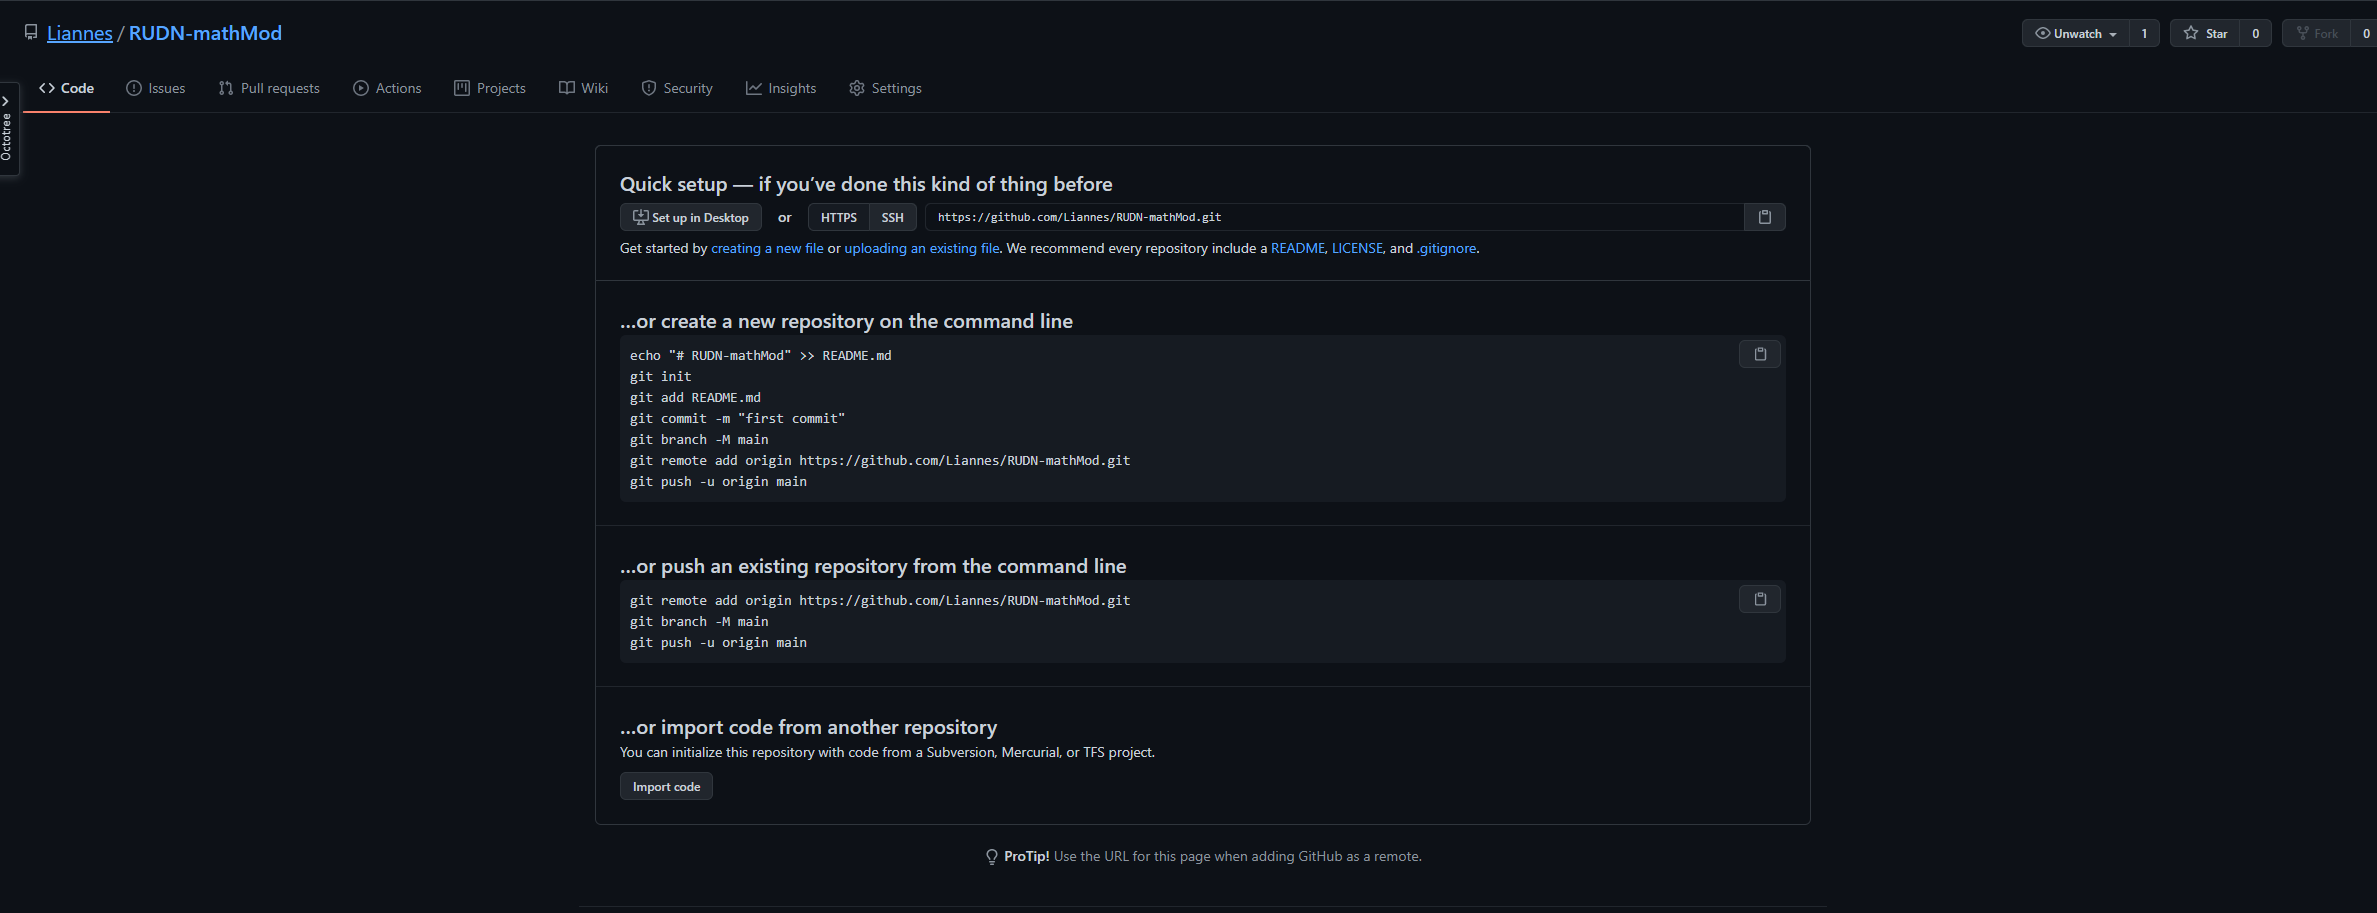 Liannes / RUDN-mathMod
Unwatch 1 Star 0 Fork 0
Code Issues Pull requests Actions Projects Wiki Security Insights Settings
Octotree
Quick setup — if you’ve done this kind of thing before
Set up in Desktop or HTTPS SSH https://github.com/Liannes/RUDN-mathMod.git
Get started by creating a new file or uploading an existing file. We recommend every repository include a README, LICENSE, and .gitignore.
…or create a new repository on the command line
echo "# RUDN-mathMod" >> README.md
git init
git add README.md
git commit -m "first commit"
git branch -M main
git remote add origin https://github.com/Liannes/RUDN-mathMod.git
git push -u origin main
…or push an existing repository from the command line
git remote add origin https://github.com/Liannes/RUDN-mathMod.git
git branch -M main
git push -u origin main
…or import code from another repository
You can initialize this repository with code from a Subversion, Mercurial, or TFS project.
Import code
ProTip! Use the URL for this page when adding GitHub as a remote.